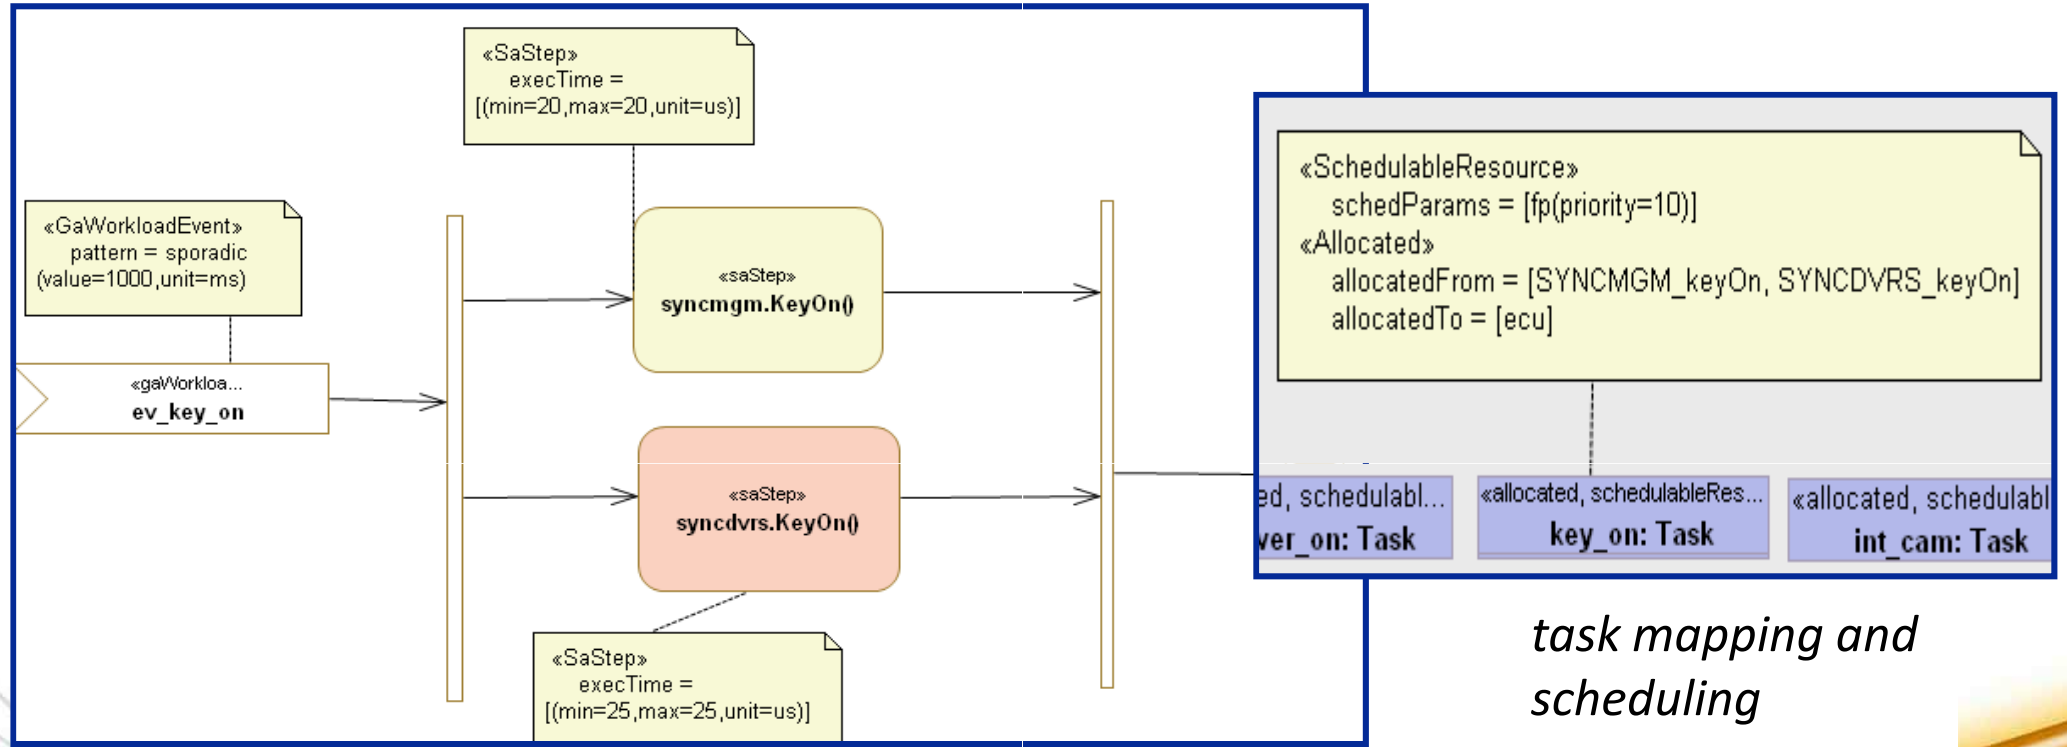 «SaStep»
execTime =
[(min=20,max=20,unit=us)]
«GaWorkloadEvent»
pattern = sporadic
(value=1000,unit=ms)
«gaWorkloa...
ev_key_on
«saStep»
syncmgm.KeyOn()
«saStep»
syncdvrs.KeyOn()
«SaStep»
execTime =
[(min=25,max=25,unit=us)]
«SchedulableResource»
schedParams = [fp(priority=10)]
«Allocated»
allocatedFrom = [SYNCMGM_keyOn, SYNCDVRS_keyOn]
allocatedTo = [ecu]
ed, schedulabl...
ver_on: Task
«allocated, schedulableRes...
key_on: Task
«allocated, schedulabl
int_cam: Task
task mapping and
scheduling